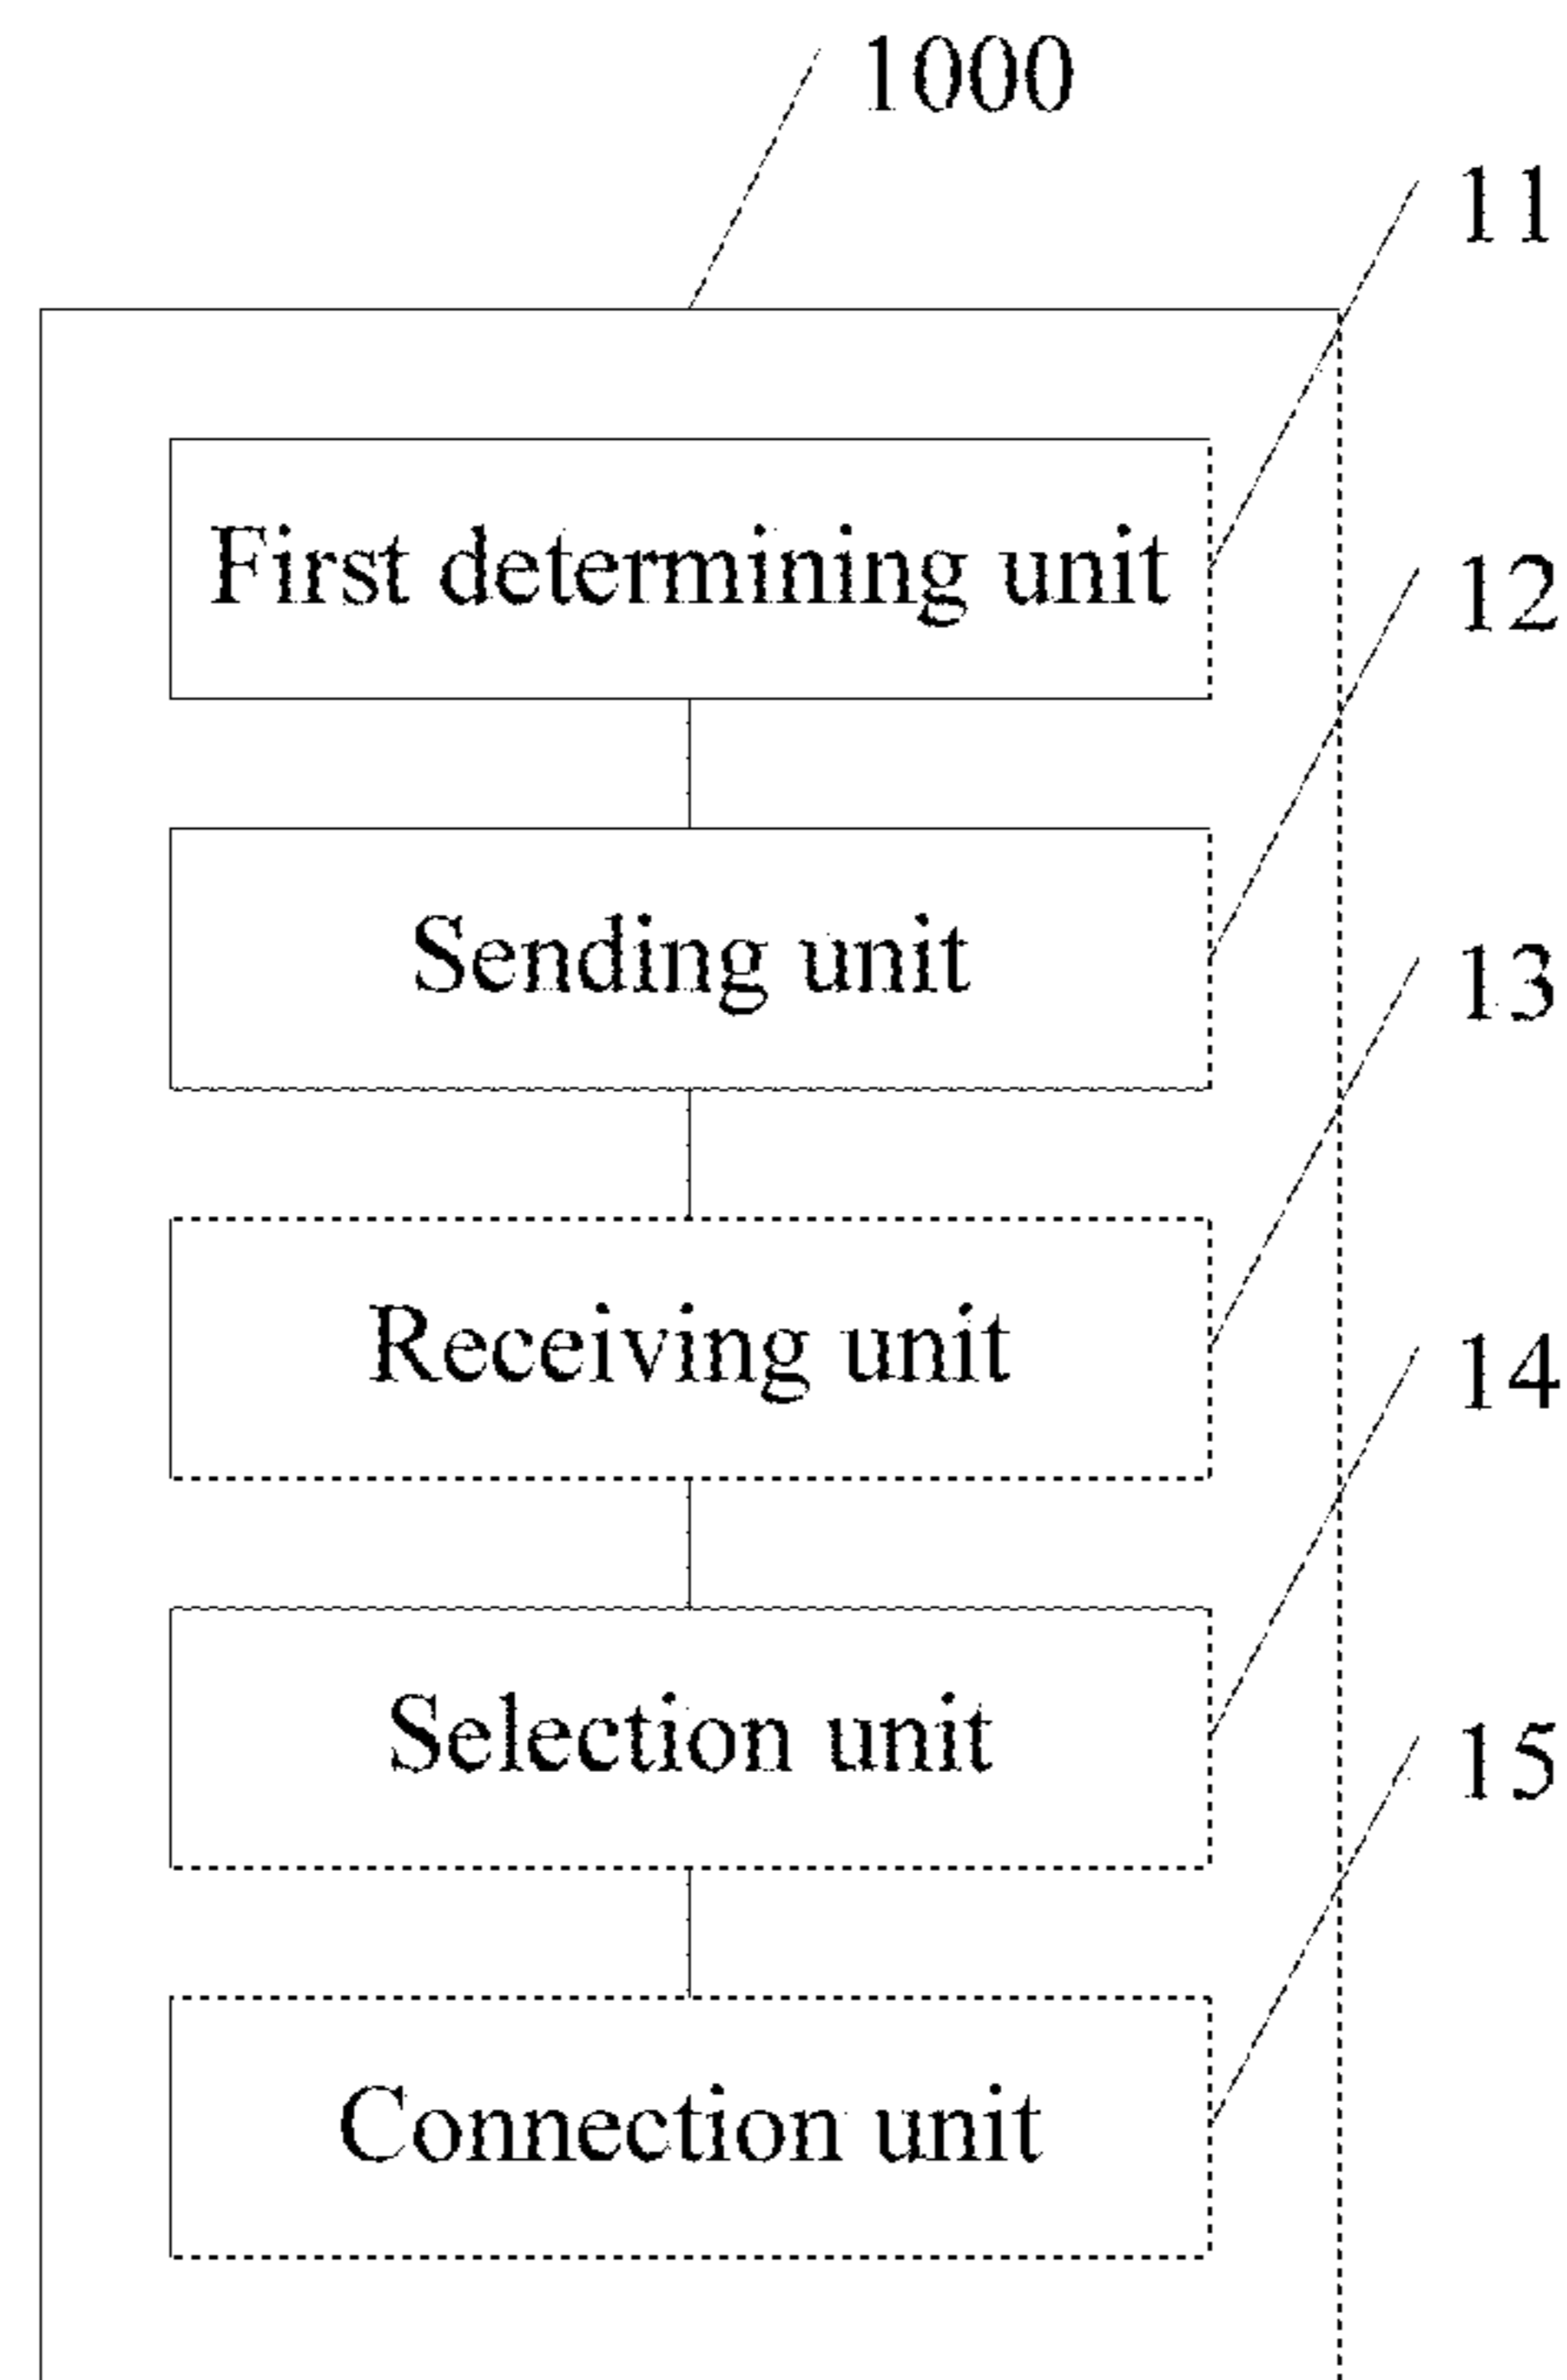 1000
11
First determining unit
12
Sending unit
13
Receiving unit
14
Selection unit
15
Connection unit